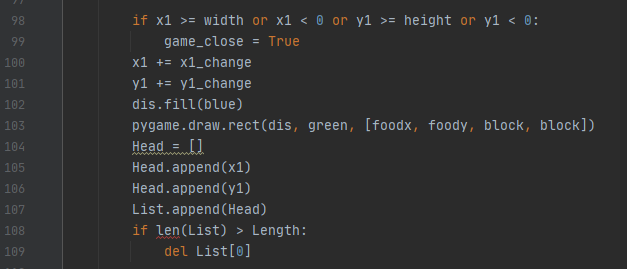 98 if x1 >= width or x1 < 0 or y1 >= height or y1 < 0:
99 game_close = True
100 x1 += x1_change
101 y1 += y1_change
102 dis.fill(blue)
103 pygame.draw.rect(dis, green, [foodx, foody, block, block])
104 Head = []
105 Head.append(x1)
106 Head.append(y1)
107 List.append(Head)
108 if len(List) > Length:
109 del List[0]